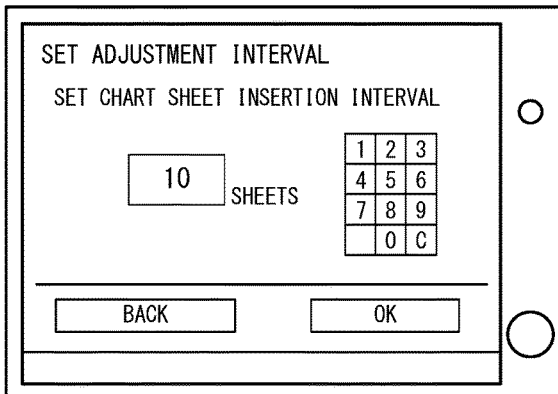 SET ADJUSTMENT INTERVAL
SET CHART SHEET INSERTION INTERVAL
10 SHEETS
1 2 3
4 5 6
7 8 9
0 C
BACK OK